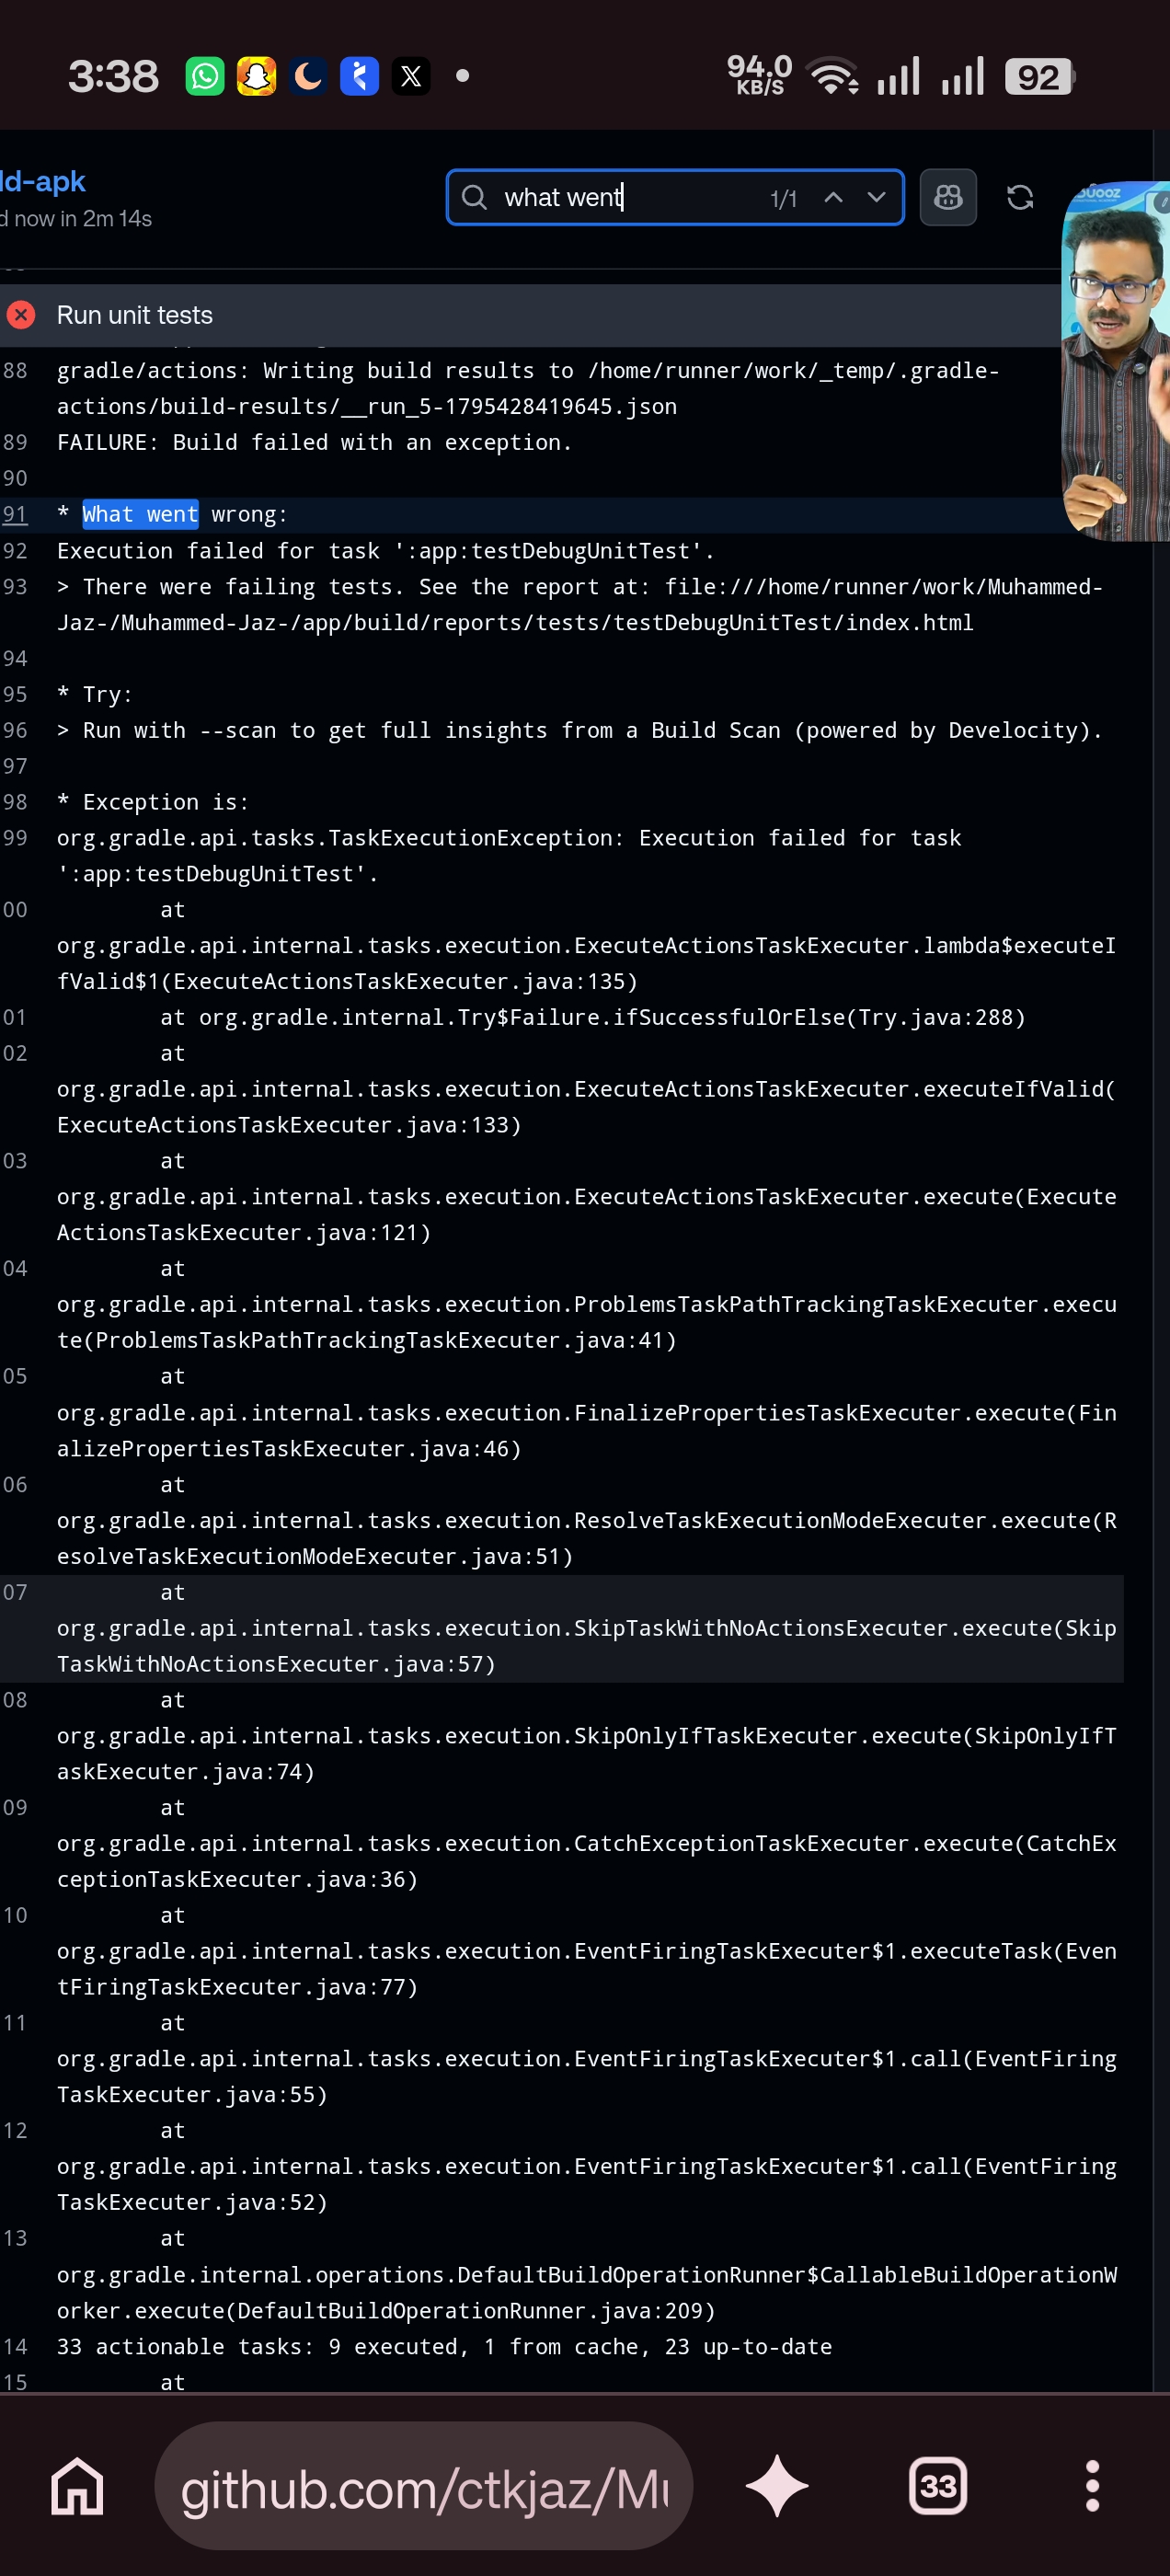 3:38
94.0
KB/S
92
ld-apk
d now in 2m 14s
what went
1/1
Run unit tests
88 gradle/actions: Writing build results to /home/runner/work/_temp/.gradle-
actions/build-results/__run_5-1795428419645.json
89 FAILURE: Build failed with an exception.
90
91 * What went wrong:
92 Execution failed for task ':app:testDebugUnitTest'.
93 > There were failing tests. See the report at: file:///home/runner/work/Muhammed-
Jaz-/Muhammed-Jaz-/app/build/reports/tests/testDebugUnitTest/index.html
94
95 * Try:
96 > Run with --scan to get full insights from a Build Scan (powered by Develocity).
97
98 * Exception is:
99 org.gradle.api.tasks.TaskExecutionException: Execution failed for task
':app:testDebugUnitTest'.
00 at
org.gradle.api.internal.tasks.execution.ExecuteActionsTaskExecuter.lambda$executeI
fValid$1(ExecuteActionsTaskExecuter.java:135)
01 at org.gradle.internal.Try$Failure.ifSuccessfulOrElse(Try.java:288)
02 at
org.gradle.api.internal.tasks.execution.ExecuteActionsTaskExecuter.executeIfValid(
ExecuteActionsTaskExecuter.java:133)
03 at
org.gradle.api.internal.tasks.execution.ExecuteActionsTaskExecuter.execute(Execute
ActionsTaskExecuter.java:121)
04 at
org.gradle.api.internal.tasks.execution.ProblemsTaskPathTrackingTaskExecuter.execu
te(ProblemsTaskPathTrackingTaskExecuter.java:41)
05 at
org.gradle.api.internal.tasks.execution.FinalizePropertiesTaskExecuter.execute(Fin
alizePropertiesTaskExecuter.java:46)
06 at
org.gradle.api.internal.tasks.execution.ResolveTaskExecutionModeExecuter.execute(R
esolveTaskExecutionModeExecuter.java:51)
07 at
org.gradle.api.internal.tasks.execution.SkipTaskWithNoActionsExecuter.execute(Skip
TaskWithNoActionsExecuter.java:57)
08 at
org.gradle.api.internal.tasks.execution.SkipOnlyIfTaskExecuter.execute(SkipOnlyIfT
askExecuter.java:74)
09 at
org.gradle.api.internal.tasks.execution.CatchExceptionTaskExecuter.execute(CatchEx
ceptionTaskExecuter.java:36)
10 at
org.gradle.api.internal.tasks.execution.EventFiringTaskExecuter$1.executeTask(Even
tFiringTaskExecuter.java:77)
11 at
org.gradle.api.internal.tasks.execution.EventFiringTaskExecuter$1.call(EventFiring
TaskExecuter.java:55)
12 at
org.gradle.api.internal.tasks.execution.EventFiringTaskExecuter$1.call(EventFiring
TaskExecuter.java:52)
13 at
org.gradle.internal.operations.DefaultBuildOperationRunner$CallableBuildOperationW
orker.execute(DefaultBuildOperationRunner.java:209)
14 33 actionable tasks: 9 executed, 1 from cache, 23 up-to-date
15 at
github.com/ctkjaz/Mu
33